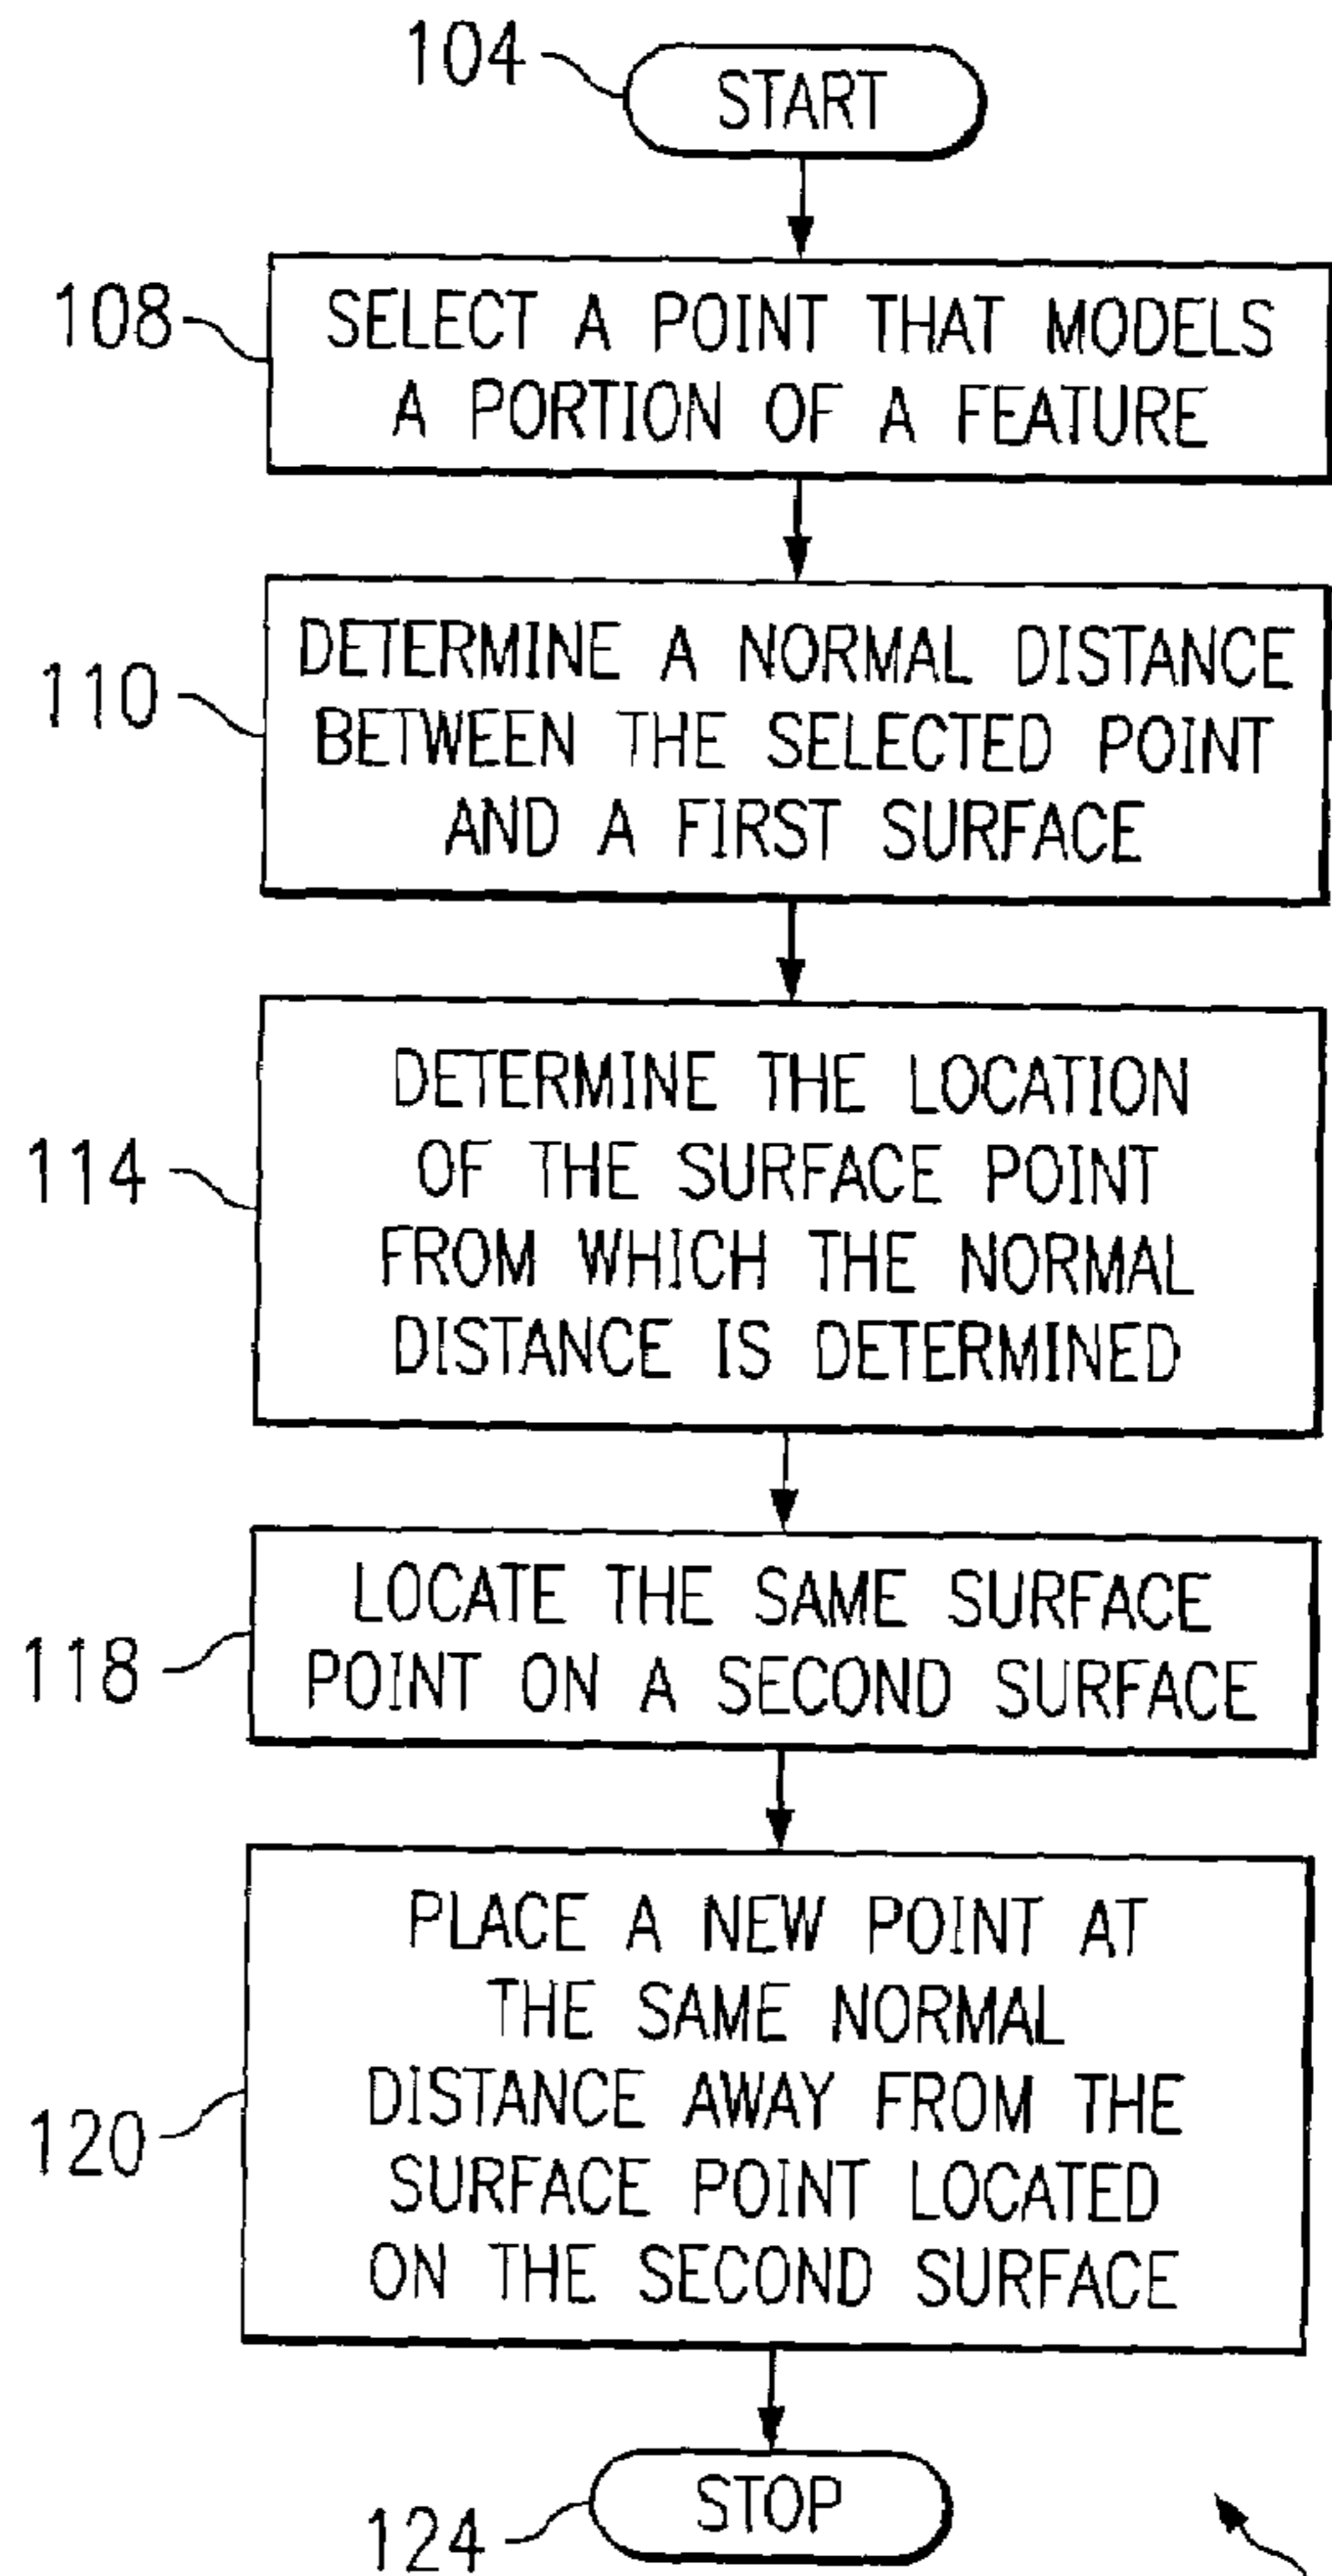 104
START
108
SELECT A POINT THAT MODELS
A PORTION OF A FEATURE
110
DETERMINE A NORMAL DISTANCE
BETWEEN THE SELECTED POINT
AND A FIRST SURFACE
114
DETERMINE THE LOCATION
OF THE SURFACE POINT
FROM WHICH THE NORMAL
DISTANCE IS DETERMINED
118
LOCATE THE SAME SURFACE
POINT ON A SECOND SURFACE
120
PLACE A NEW POINT AT
THE SAME NORMAL
DISTANCE AWAY FROM THE
SURFACE POINT LOCATED
ON THE SECOND SURFACE
124
STOP